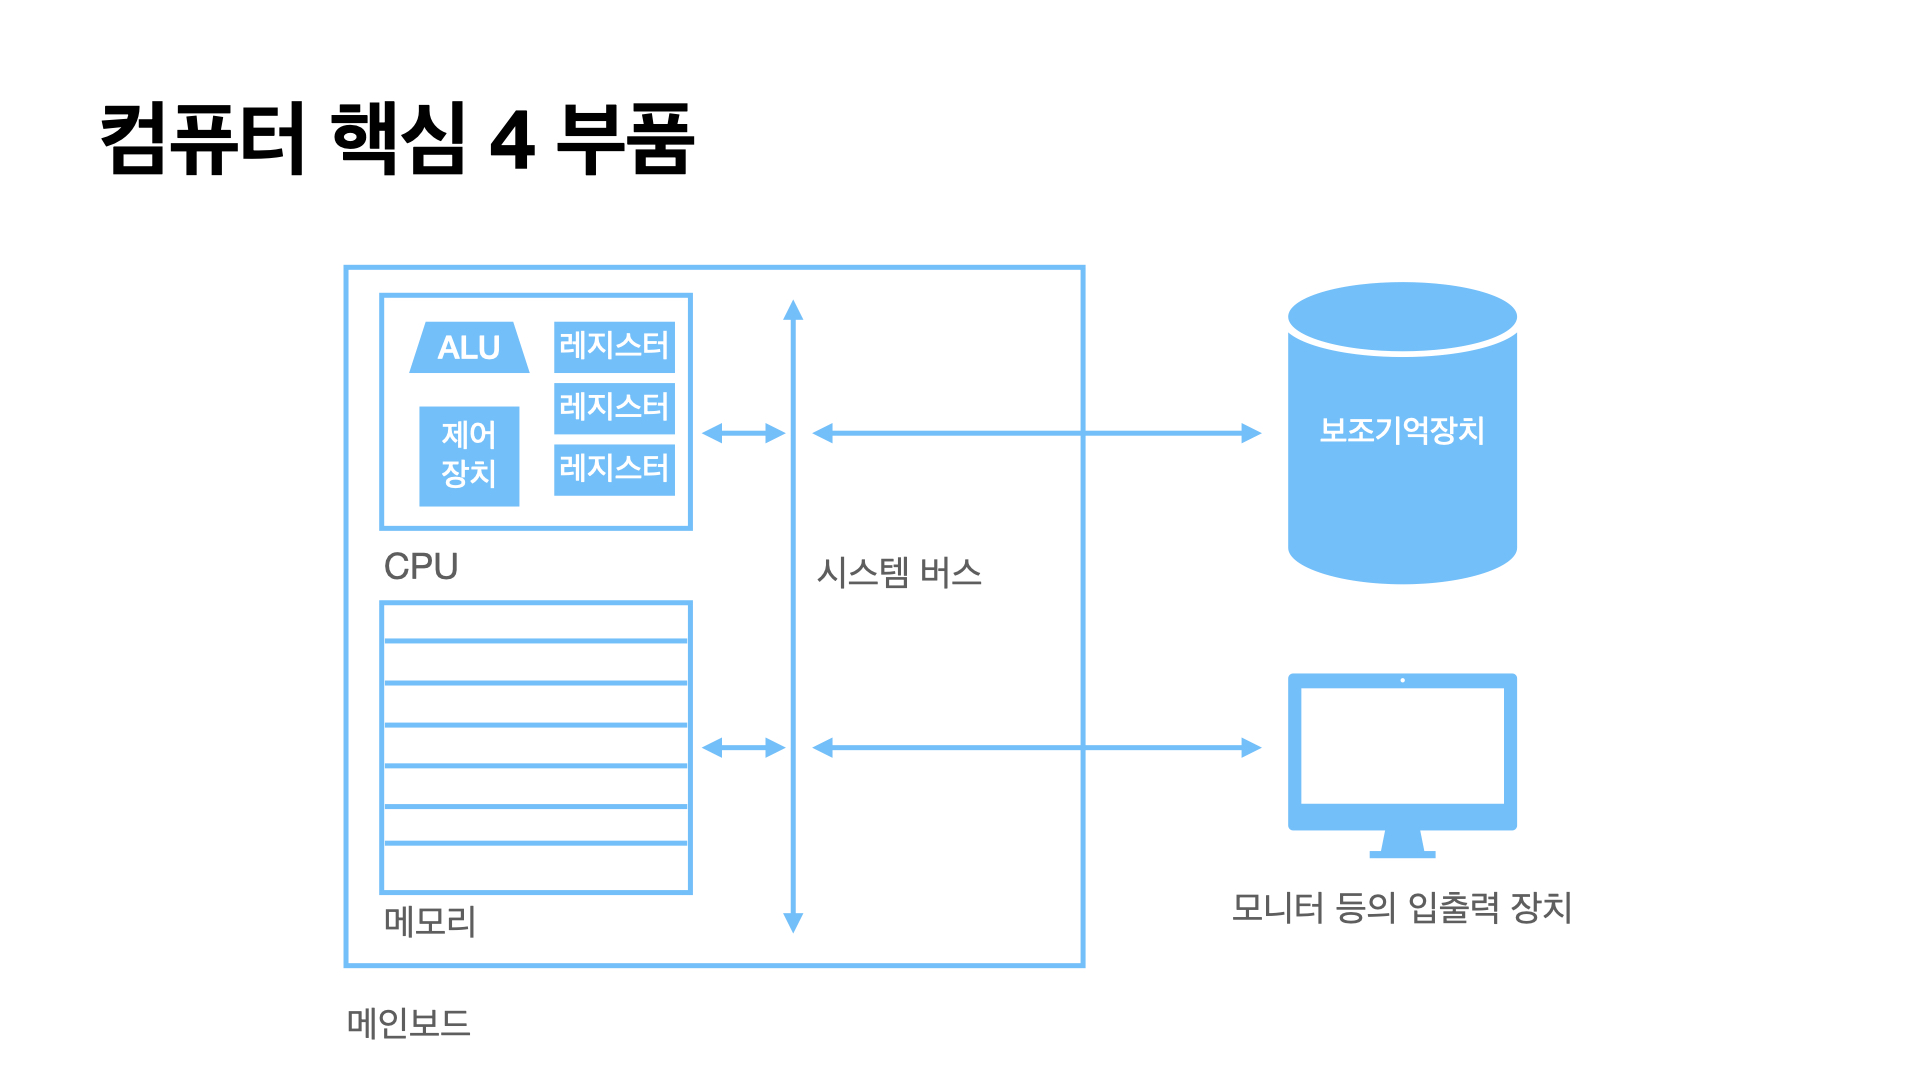 컴퓨터 핵심 4 부품
ALU
레지스터
레지스터
레지스터
제어
장치
CPU
시스템 버스
메모리
메인보드
보조기억장치
모니터 등의 입출력 장치